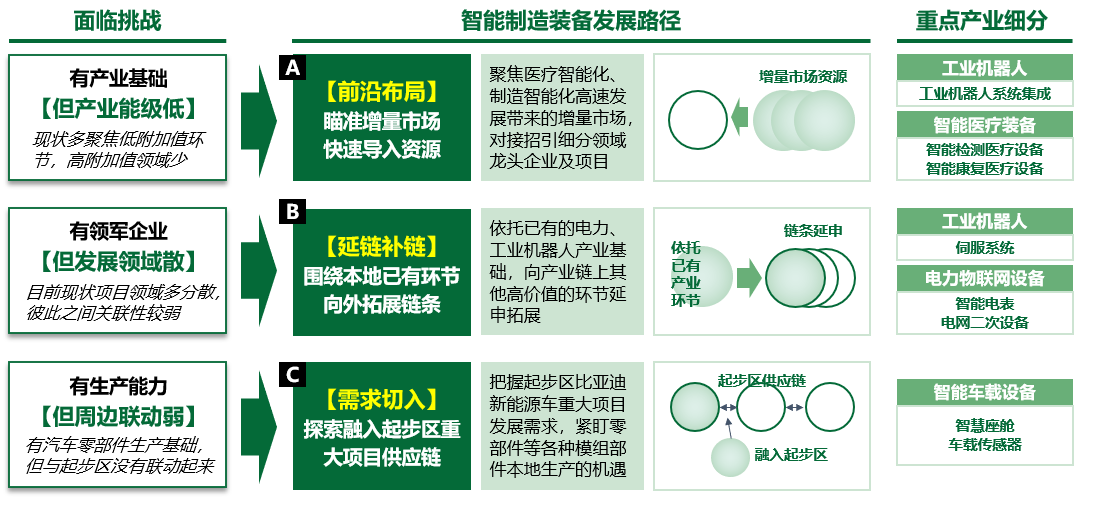 面临挑战
智能制造装备发展路径
重点产业细分
有产业基础
【但产业能级低】
现状多聚焦低附加值环
节，高附加值领域少
A
【前沿布局】
瞄准增量市场
快速导入资源
聚焦医疗智能化、
制造智能化高速发
展带来的增量市场，
对接招引细分领域
龙头企业及项目
增量市场资源
工业机器人
工业机器人系统集成
智能医疗装备
智能检测医疗设备
智能康复医疗设备
有领军企业
【但发展领域散】
目前现状项目领域多分散，
彼此之间关联性较弱
B
【延链补链】
围绕本地已有环节
向外拓展链条
依托已有的电力、
工业机器人产业基
础，向产业链上其
他高价值的环节延
申拓展
依托
已有
产业
环节
链条延申
工业机器人
伺服系统
电力物联网设备
智能电表
电网二次设备
有生产能力
【但周边联动弱】
有汽车零部件生产基础，
但与起步区没有联动起来
C
【需求切入】
探索融入起步区重
大项目供应链
把握起步区比亚迪
新能源车重大项目
发展需求，紧盯零
部件等各种模组部
件本地生产的机遇
起步区供应链
融入起步区
智能车载设备
智慧座舱
车载传感器